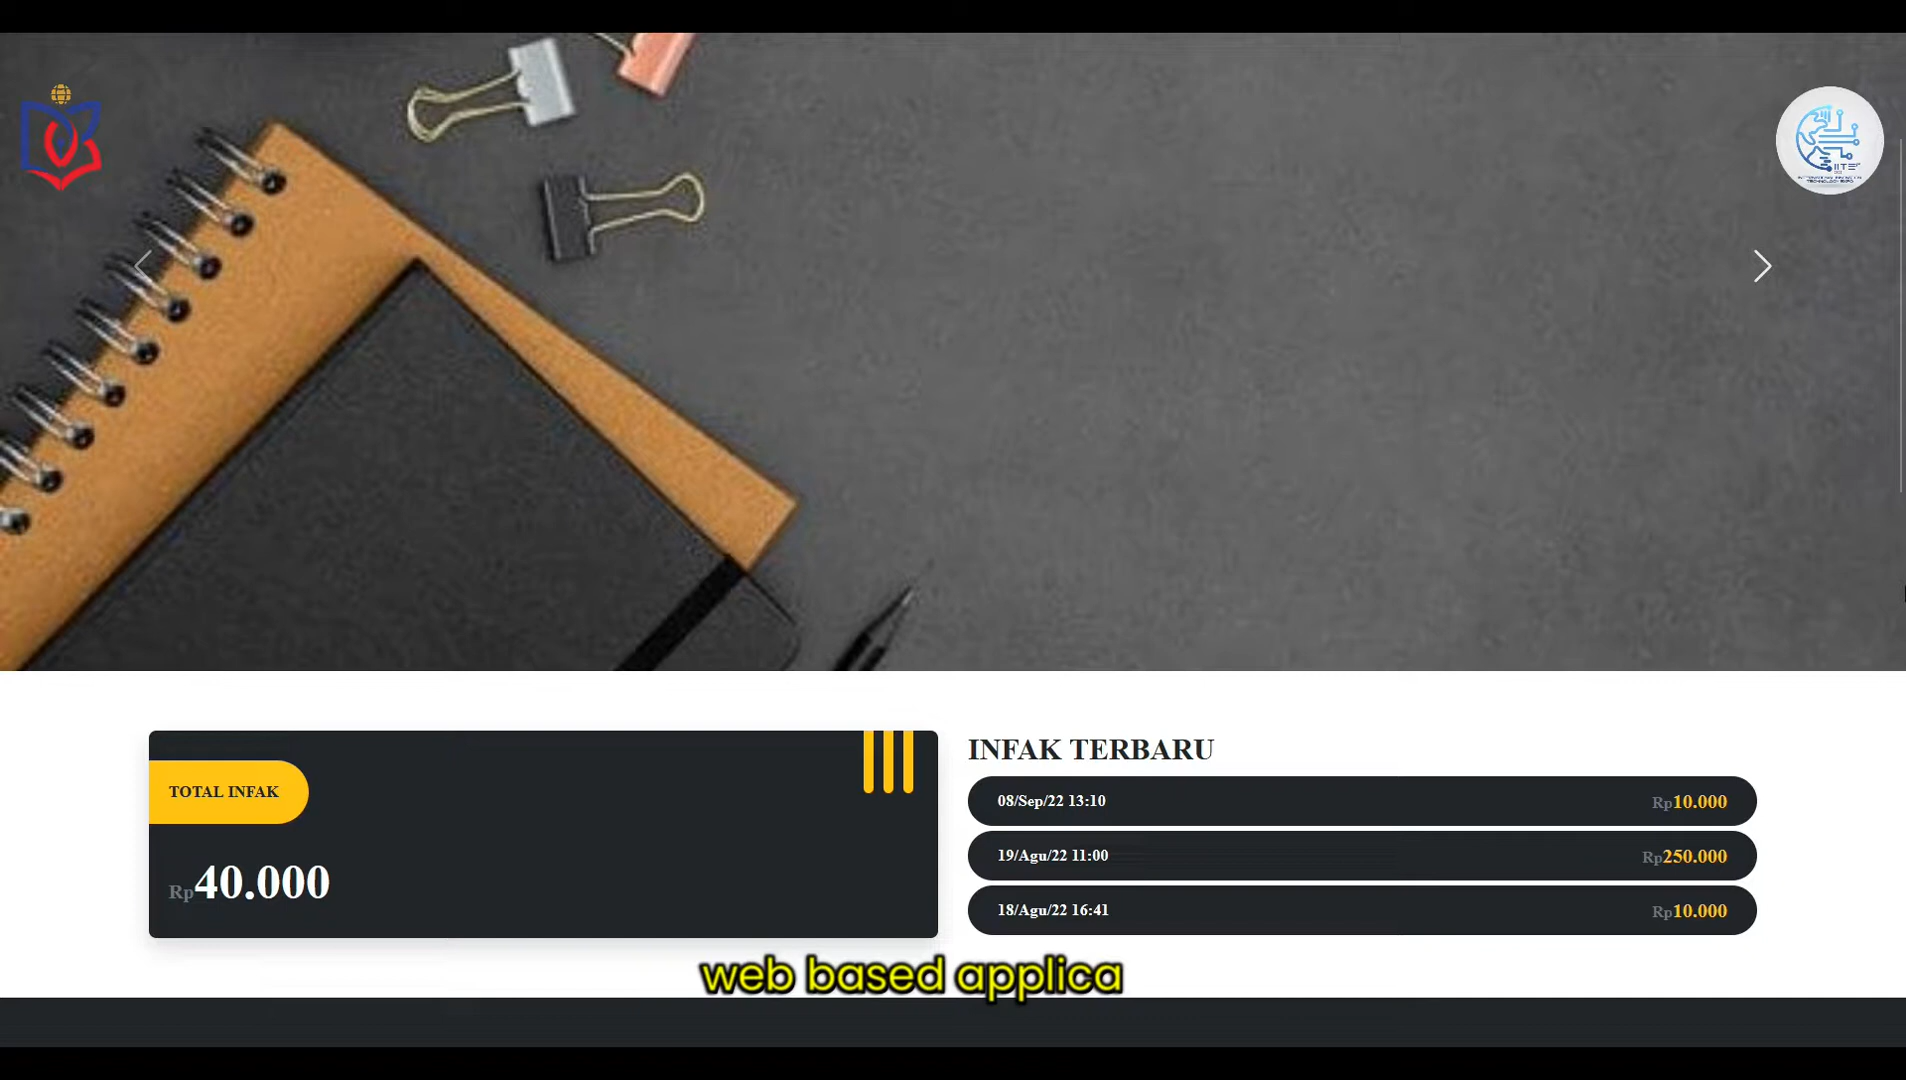 IITE
TOTAL INFAK
Rp40.000
INFAK TERBARU
08/Sep/22 13:10 Rp10.000
19/Agu/22 11:00 Rp250.000
18/Agu/22 16:41 Rp10.000
web based applica